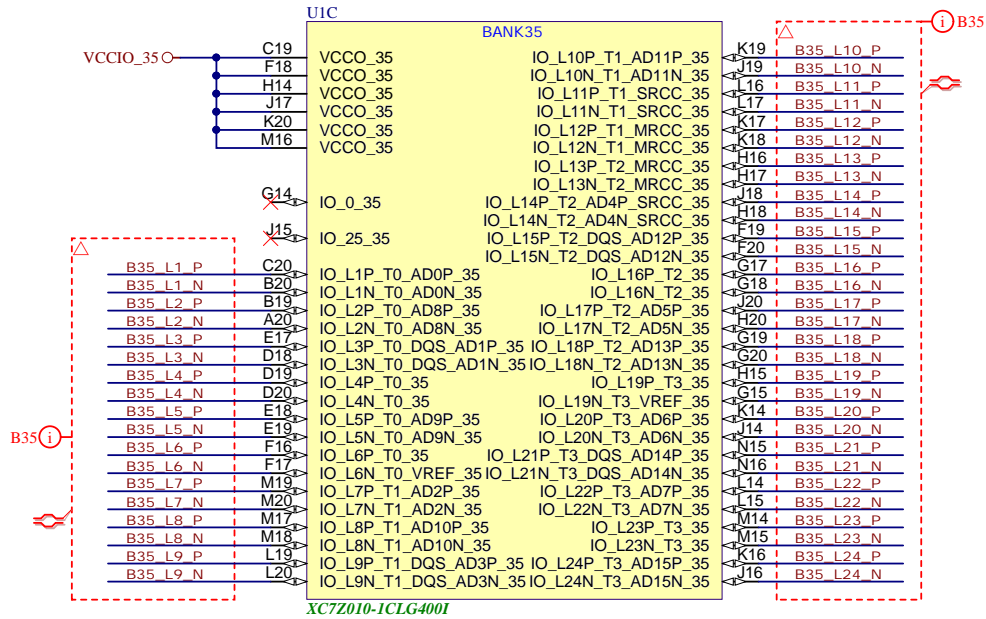 U1C
BANK35
B35
VCCIO_35
C19 VCCO_35
F18 VCCO_35
H14 VCCO_35
J17 VCCO_35
K20 VCCO_35
M16 VCCO_35
G14 IO_0_35
J15 IO_25_35
B35_L1_P C20 IO_L1P_T0_AD0P_35
B35_L1_N B20 IO_L1N_T0_AD0N_35
B35_L2_P B19 IO_L2P_T0_AD8P_35
B35_L2_N A20 IO_L2N_T0_AD8N_35
B35_L3_P E17 IO_L3P_T0_DQS_AD1P_35
B35_L3_N D18 IO_L3N_T0_DQS_AD1N_35
B35_L4_P D19 IO_L4P_T0_35
B35_L4_N D20 IO_L4N_T0_35
B35_L5_P E18 IO_L5P_T0_AD9P_35
B35_L5_N E19 IO_L5N_T0_AD9N_35
B35_L6_P F16 IO_L6P_T0_35
B35_L6_N F17 IO_L6N_T0_VREF_35
B35_L7_P M19 IO_L7P_T1_AD2P_35
B35_L7_N M20 IO_L7N_T1_AD2N_35
B35_L8_P M17 IO_L8P_T1_AD10P_35
B35_L8_N M18 IO_L8N_T1_AD10N_35
B35_L9_P L19 IO_L9P_T1_DQS_AD3P_35
B35_L9_N L20 IO_L9N_T1_DQS_AD3N_35
B35 i
IO_L10P_T1_AD11P_35 K19 B35_L10_P
IO_L10N_T1_AD11N_35 J19 B35_L10_N
IO_L11P_T1_SRCC_35 L16 B35_L11_P
IO_L11N_T1_SRCC_35 L17 B35_L11_N
IO_L12P_T1_MRCC_35 K17 B35_L12_P
IO_L12N_T1_MRCC_35 K18 B35_L12_N
IO_L13P_T2_MRCC_35 H16 B35_L13_P
IO_L13N_T2_MRCC_35 H17 B35_L13_N
IO_L14P_T2_AD4P_SRCC_35 J18 B35_L14_P
IO_L14N_T2_AD4N_SRCC_35 H18 B35_L14_N
IO_L15P_T2_DQS_AD12P_35 F19 B35_L15_P
IO_L15N_T2_DQS_AD12N_35 F20 B35_L15_N
IO_L16P_T2_35 G17 B35_L16_P
IO_L16N_T2_35 G18 B35_L16_N
IO_L17P_T2_AD5P_35 J20 B35_L17_P
IO_L17N_T2_AD5N_35 H20 B35_L17_N
IO_L18P_T2_AD13P_35 G19 B35_L18_P
IO_L18N_T2_AD13N_35 G20 B35_L18_N
IO_L19P_T3_35 H15 B35_L19_P
IO_L19N_T3_VREF_35 G15 B35_L19_N
IO_L20P_T3_AD6P_35 K14 B35_L20_P
IO_L20N_T3_AD6N_35 J14 B35_L20_N
IO_L21P_T3_DQS_AD14P_35 N15 B35_L21_P
IO_L21N_T3_DQS_AD14N_35 N16 B35_L21_N
IO_L22P_T3_AD7P_35 L14 B35_L22_P
IO_L22N_T3_AD7N_35 L15 B35_L22_N
IO_L23P_T3_35 M14 B35_L23_P
IO_L23N_T3_35 M15 B35_L23_N
IO_L24P_T3_AD15P_35 K16 B35_L24_P
IO_L24N_T3_AD15N_35 J16 B35_L24_N
i
XC7Z010-1CLG400I